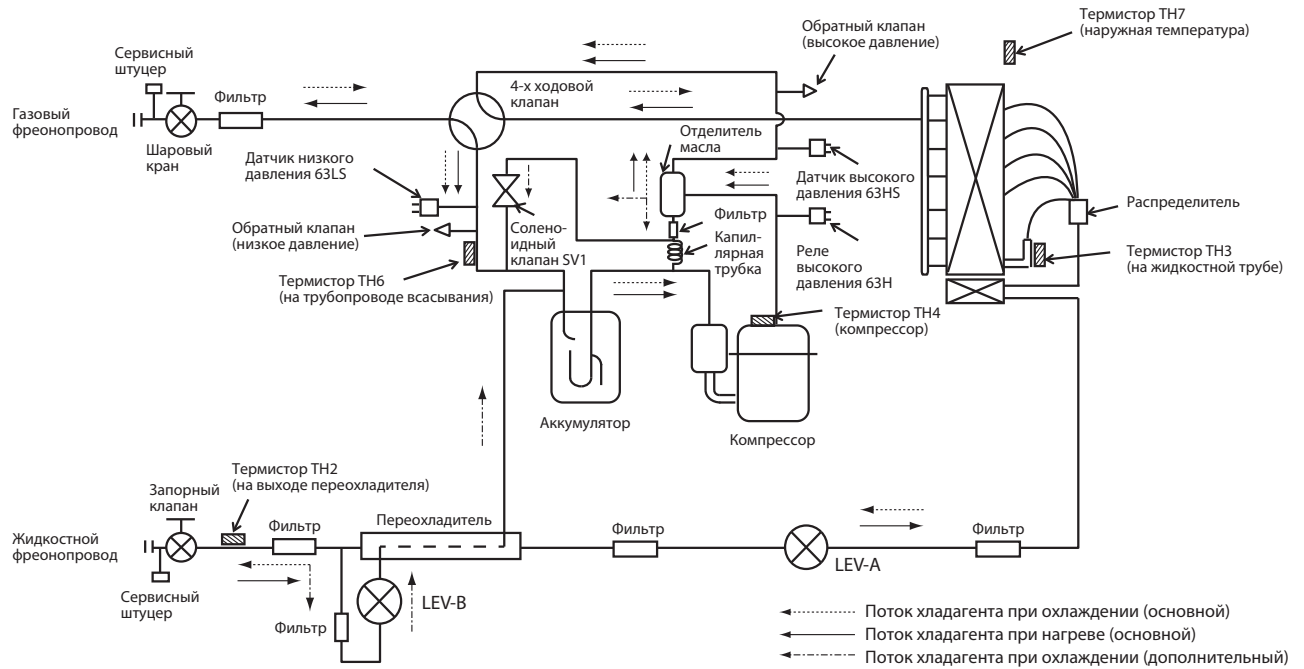 Термистор TH7
(наружная температура)
Обратный клапан
(высокое давление)
Сервисный
штуцер
Фильтр
4-х ходовой
клапан
Газовый
фреонопровод
Шаровый
кран
Отделитель
масла
Датчик низкого
давления 63LS
Датчик высокого
давления 63HS
Распределитель
Обратный клапан
(низкое давление)
Солено–
идный
клапан SV1
Фильтр
Капил–
лярная
трубка
Реле
высокого
давления 63H
Термистор TH3
(на жидкостной трубе)
Термистор TH6
(на трубопроводе всасывания)
Термистор TH4
(компрессор)
Аккумулятор
Компрессор
Термистор TH2
(на выходе переохладителя)
Запорный
клапан
Жидкостной
фреонопровод
Фильтр
Переохладитель
Фильтр
Фильтр
LEV-A
Сервисный
штуцер
LEV-B
Фильтр
Поток хладагента при охлаждении (основной)
Поток хладагента при нагреве (основной)
Поток хладагента при охлаждении (дополнительный)